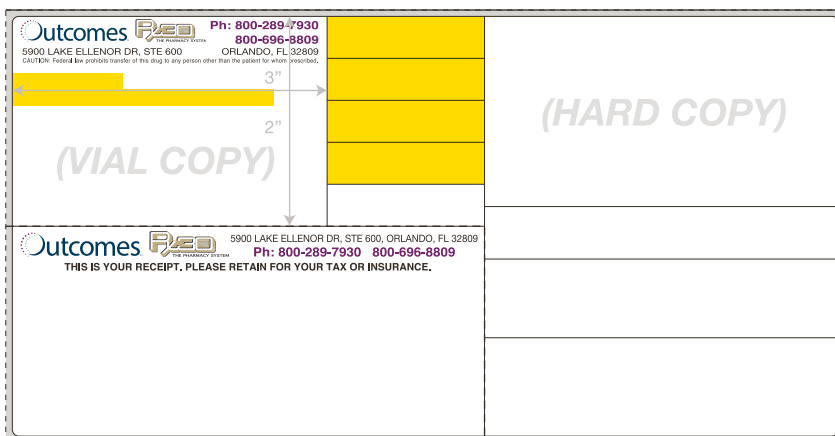 Outcomes Rx30 Ph: 800-289-7930
THE PHARMACY SYSTEM 800-696-8809
5900 LAKE ELLENOR DR, STE 600 ORLANDO, FL 32809
CAUTION: Federal law prohibits transfer of this drug to any person other than the patient for whom prescribed.
3”
2”
(VIAL COPY)
(HARD COPY)
Outcomes Rx30 5900 LAKE ELLENOR DR, STE 600, ORLANDO, FL 32809
THE PHARMACY SYSTEM Ph: 800-289-7930 800-696-8809
THIS IS YOUR RECEIPT. PLEASE RETAIN FOR YOUR TAX OR INSURANCE.